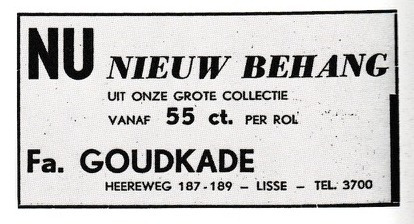 NU NIEUW BEHANG
UIT ONZE GROTE COLLECTIE
VANAF 55 ct. PER ROL
Fa. GOUDKADE
HEEREWEG 187-189 – LISSE – TEL. 3700